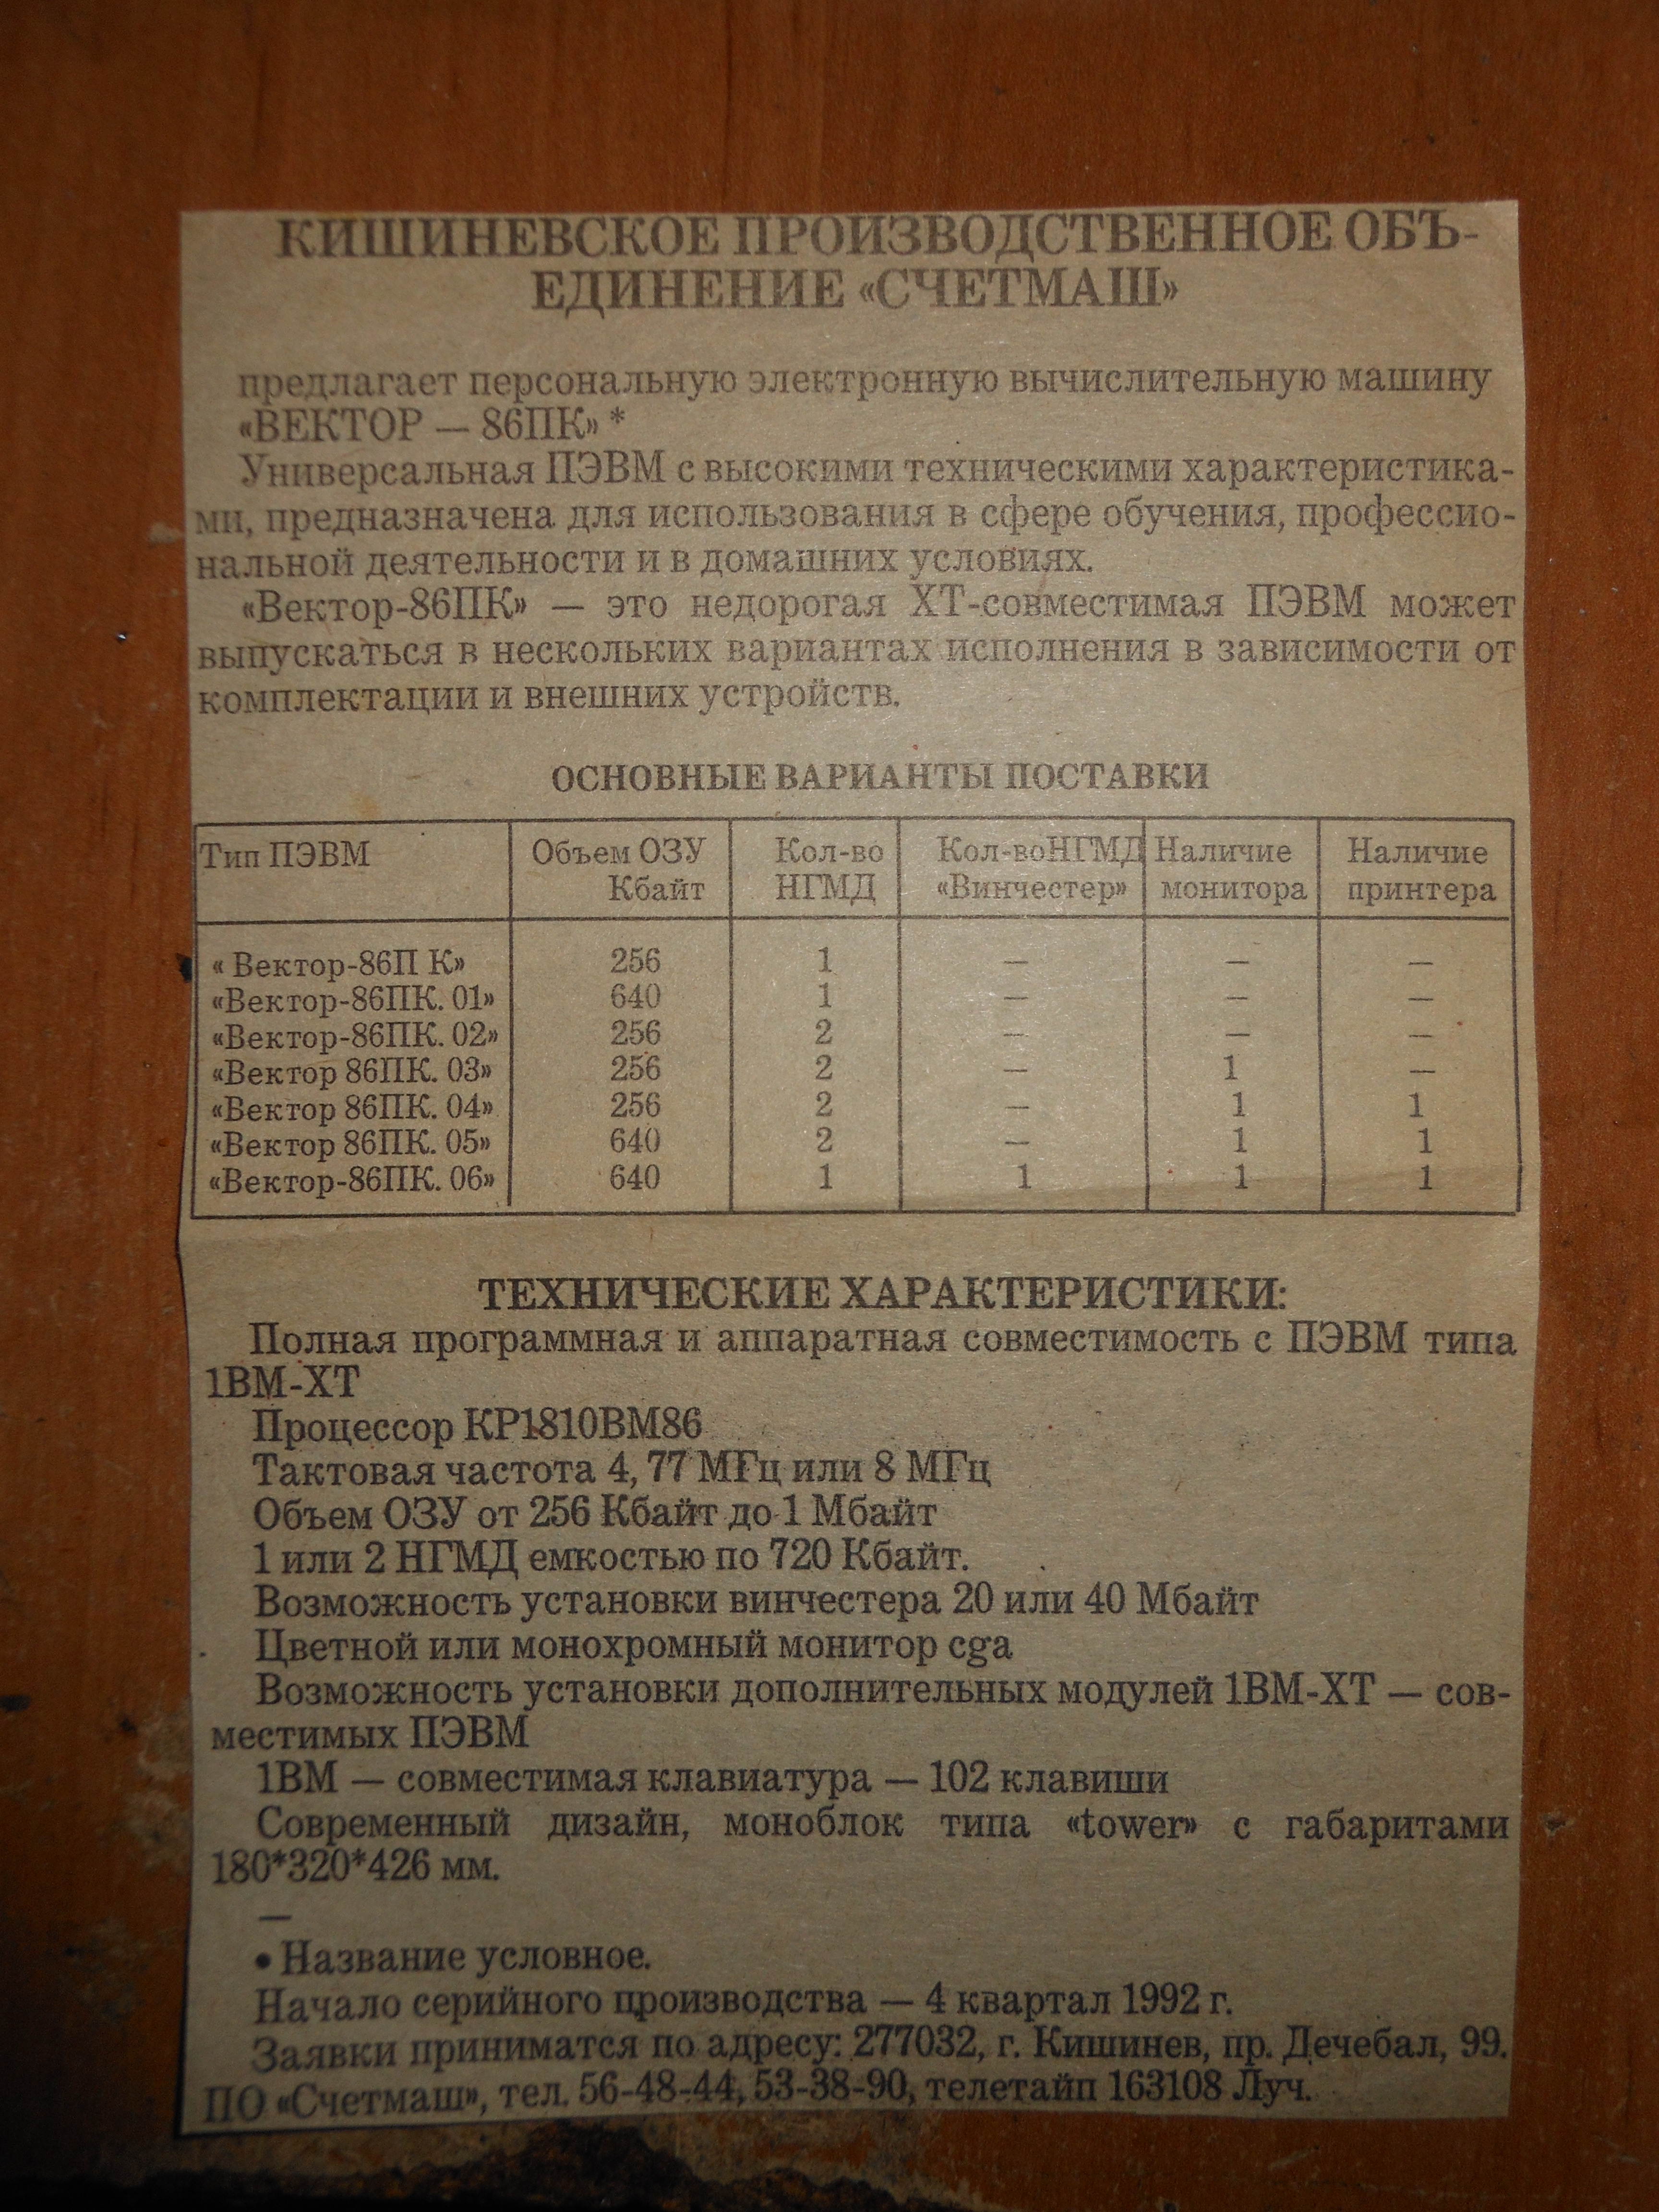 КИШИНЕВСКОЕ ПРОИЗВОДСТВЕННОЕ ОБЪ-
ЕДИНЕНИЕ «СЧЕТМАШ»
предлагает персональную электронную вычислительную машину
«ВЕКТОР — 86ПК» *
Универсальная ПЭВМ с высокими техническими характеристика-
ми, предназначена для использования в сфере обучения, профессио-
нальной деятельности и в домашних условиях.
«Вектор-86ПК» — это недорогая XT-совместимая ПЭВМ может
выпускаться в нескольких вариантах исполнения в зависимости от
комплектации и внешних устройств.
ОСНОВНЫЕ ВАРИАНТЫ ПОСТАВКИ
Тип ПЭВМ Объем ОЗУ Кол-во Кол-воНГМД Наличие Наличие
Кбайт НГМД «Винчестер» монитора принтера
« Вектор-86П К» 256 1 — — —
«Вектор-86ПК. 01» 640 1 — — —
«Вектор-86ПК. 02» 256 2 — — —
«Вектор 86ПК. 03» 256 2 — 1 —
«Вектор 86ПК. 04» 256 2 — 1 1
«Вектор 86ПК. 05» 640 2 — 1 1
«Вектор-86ПК. 06» 640 1 1 1 1
ТЕХНИЧЕСКИЕ ХАРАКТЕРИСТИКИ:
Полная программная и аппаратная совместимость с ПЭВМ типа
1ВМ-ХТ
Процессор КР1810ВМ86
Тактовая частота 4, 77 МГц или 8 МГц
Объем ОЗУ от 256 Кбайт до 1 Мбайт
1 или 2 НГМД емкостью по 720 Кбайт.
Возможность установки винчестера 20 или 40 Мбайт
Цветной или монохромный монитор cga
Возможность установки дополнительных модулей 1ВМ-ХТ — сов-
местимых ПЭВМ
1ВМ — совместимая клавиатура — 102 клавиши
Современный дизайн, моноблок типа «tower» с габаритами
180*320*426 мм.
—
• Название условное.
Начало серийного производства — 4 квартал 1992 г.
Заявки приниматся по адресу: 277032, г. Кишинев, пр. Дечебал, 99.
ПО «Счетмаш», тел. 56-48-44, 53-38-90, телетайп 163108 Луч.